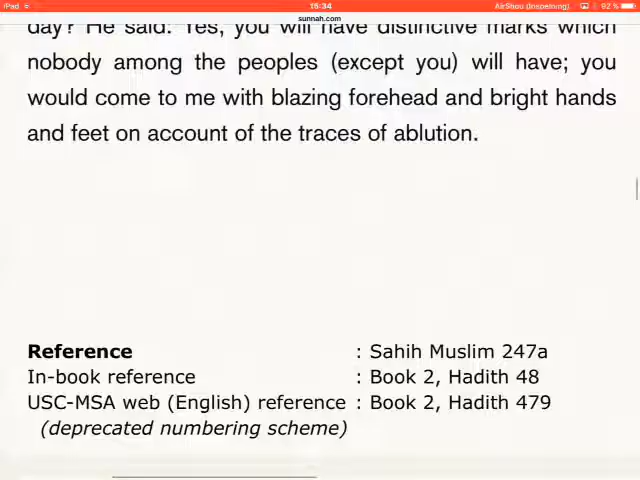 iPad 15:34 AirShou (Inspelning) 92 %
sunnah.com
day? He said: Yes, you will have distinctive marks which
nobody among the peoples (except you) will have; you
would come to me with blazing forehead and bright hands
and feet on account of the traces of ablution.
Reference : Sahih Muslim 247a
In-book reference : Book 2, Hadith 48
USC-MSA web (English) reference : Book 2, Hadith 479
(deprecated numbering scheme)